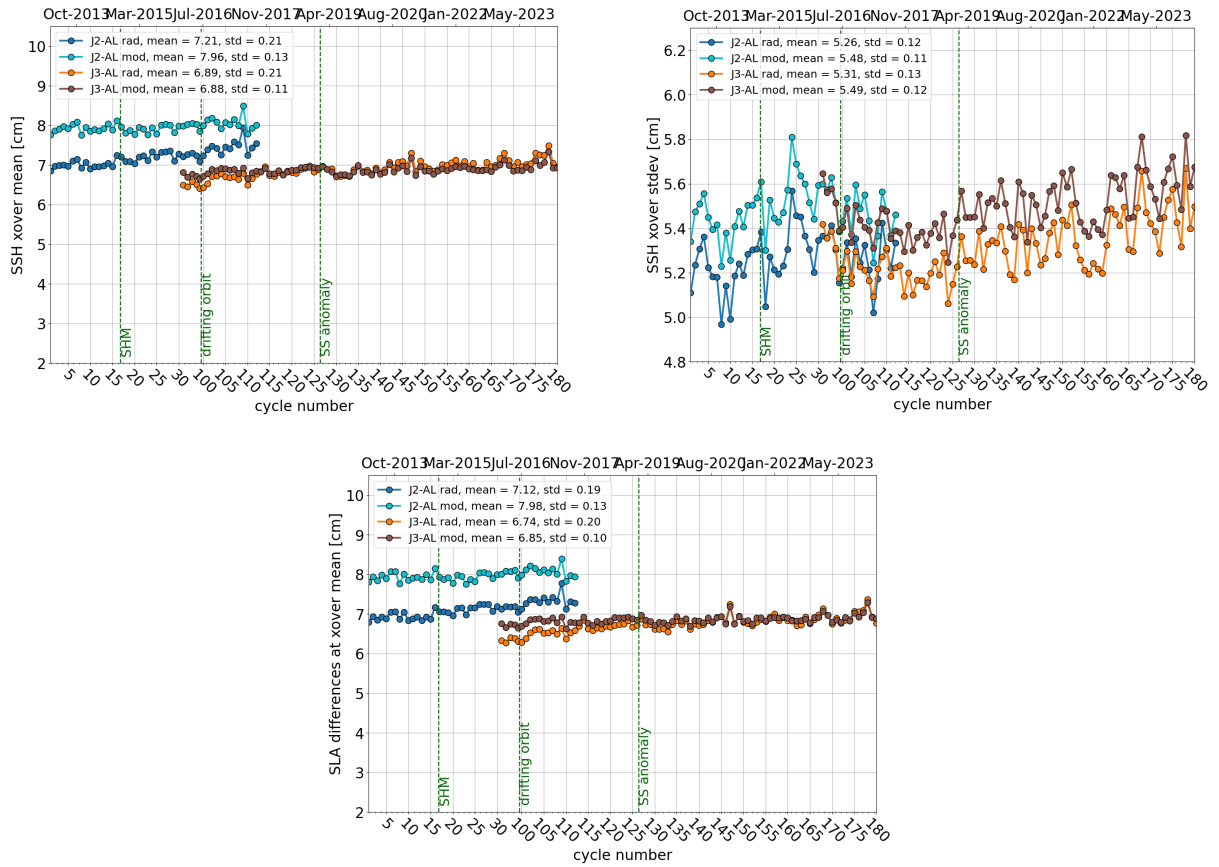 Oct-2013 Mar-2015 Jul-2016 Nov-2017 Apr-2019 Aug-2020 Jan-2022 May-2023
10
9
8
7
6
5
4
3
2
SSH xover mean [cm]
J2-AL rad, mean = 7.21, std = 0.21
J2-AL mod, mean = 7.96, std = 0.13
J3-AL rad, mean = 6.89, std = 0.21
J3-AL mod, mean = 6.88, std = 0.11
SHM
drifting orbit
SS anomaly
5 10 15 20 25 30 100 105 110 115 120 125 130 135 140 145 150 155 160 165 170 175 180
cycle number
Oct-2013 Mar-2015 Jul-2016 Nov-2017 Apr-2019 Aug-2020 Jan-2022 May-2023
6.2
6.0
5.8
5.6
5.4
5.2
5.0
4.8
SSH xover stdev [cm]
J2-AL rad, mean = 5.26, std = 0.12
J2-AL mod, mean = 5.48, std = 0.11
J3-AL rad, mean = 5.31, std = 0.13
J3-AL mod, mean = 5.49, std = 0.12
SHM
drifting orbit
SS anomaly
5 10 15 20 25 30 100 105 110 115 120 125 130 135 140 145 150 155 160 165 170 175 180
cycle number
Oct-2013 Mar-2015 Jul-2016 Nov-2017 Apr-2019 Aug-2020 Jan-2022 May-2023
10
9
8
7
6
5
4
3
2
SLA differences at xover mean [cm]
J2-AL rad, mean = 7.12, std = 0.19
J2-AL mod, mean = 7.98, std = 0.13
J3-AL rad, mean = 6.74, std = 0.20
J3-AL mod, mean = 6.85, std = 0.10
SHM
drifting orbit
SS anomaly
5 10 15 20 25 30 100 105 110 115 120 125 130 135 140 145 150 155 160 165 170 175 180
cycle number